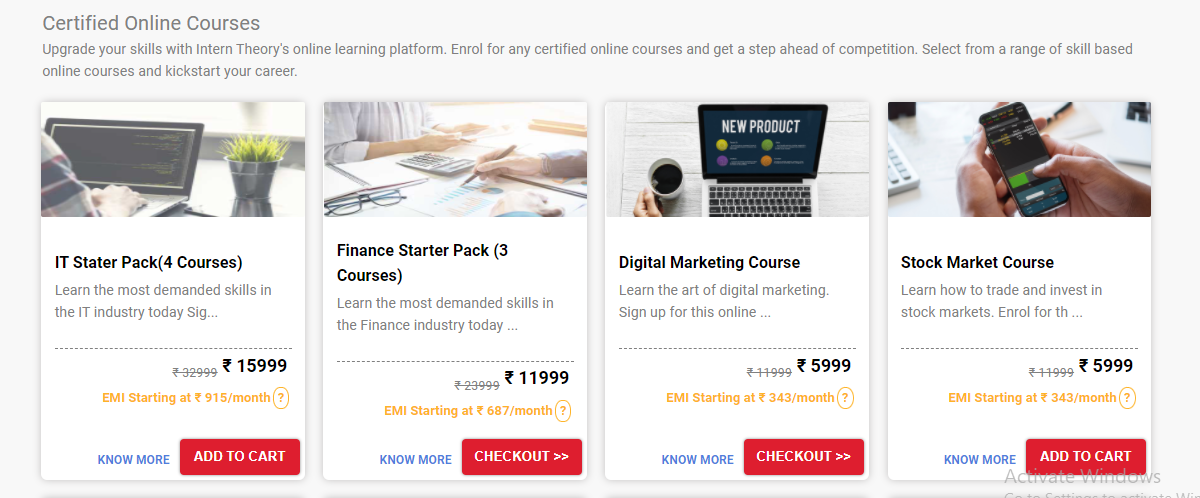 Certified Online Courses
Upgrade your skills with Intern Theory's online learning platform. Enrol for any certified online courses and get a step ahead of competition. Select from a range of skill based
online courses and kickstart your career.
NEW PRODUCT
IT Stater Pack(4 Courses)
Learn the most demanded skills in
the IT industry today Sig...
₹ 32999 ₹ 15999
EMI Starting at ₹ 915/month ?
KNOW MORE ADD TO CART
Finance Starter Pack (3
Courses)
Learn the most demanded skills in
the Finance industry today ...
₹ 23999 ₹ 11999
EMI Starting at ₹ 687/month ?
KNOW MORE CHECKOUT >>
Digital Marketing Course
Learn the art of digital marketing.
Sign up for this online ...
₹ 11999 ₹ 5999
EMI Starting at ₹ 343/month ?
KNOW MORE CHECKOUT >>
Stock Market Course
Learn how to trade and invest in
stock markets. Enrol for th ...
₹ 11999 ₹ 5999
EMI Starting at ₹ 343/month ?
KNOW MORE ADD TO CART
Activate Windows
Go to Settings to activate